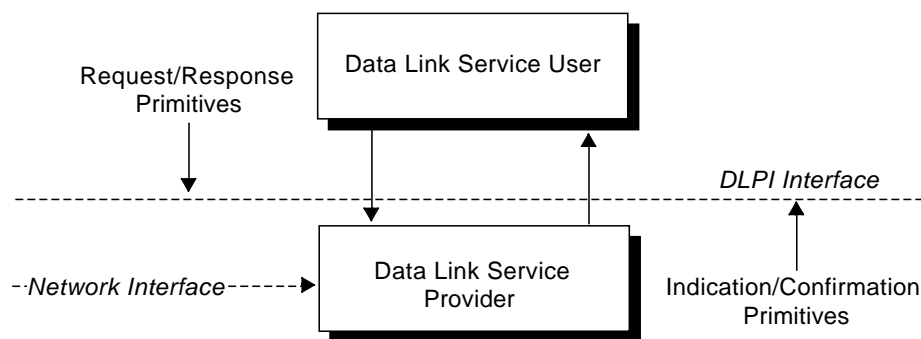 Data Link Service User
Request/Response
Primitives
DLPI Interface
Data Link Service
Provider
Network Interface
Indication/Confirmation
Primitives